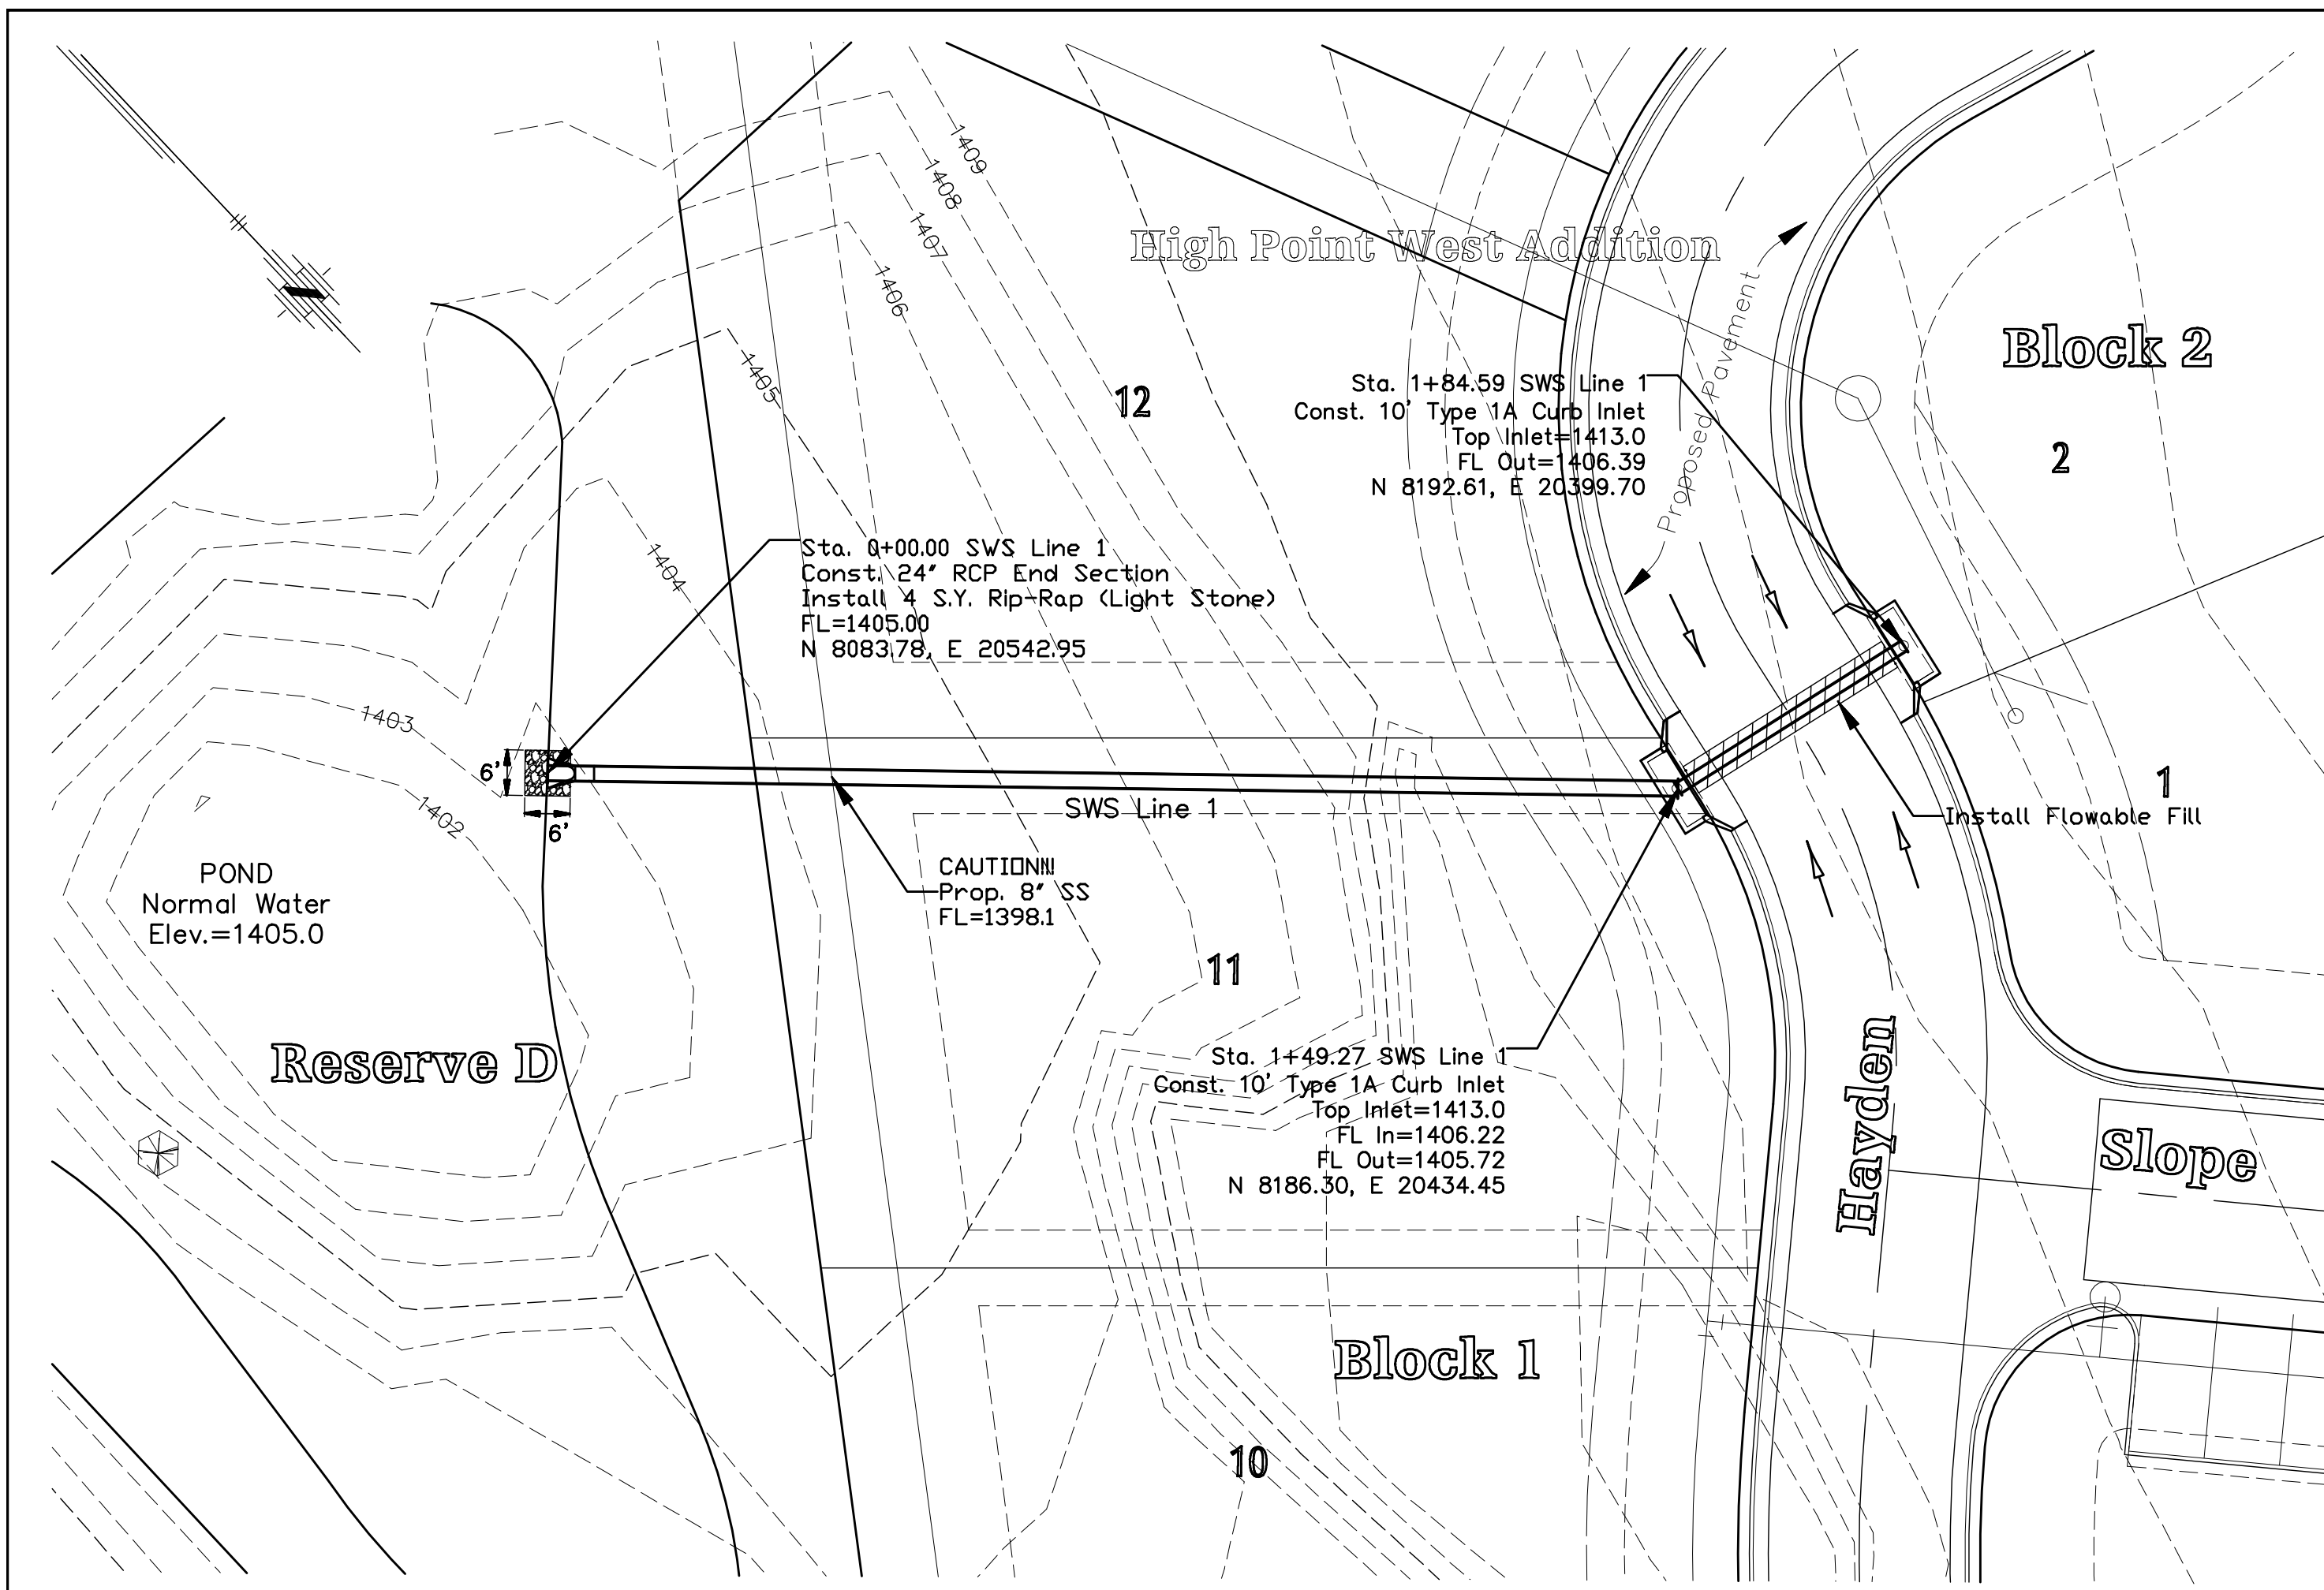 1409
1408
1407
1406
1405
1404
1403
1402
High Point West Addition
Proposed Pavement
Block 2
12
2
Sta. 1+84.59 SWS Line 1
Const. 10' Type 1A Curb Inlet
Top Inlet=1413.0
FL Out=1406.39
N 8192.61, E 20399.70
Sta. 0+00.00 SWS Line 1
Const. 24" RCP End Section
Install 4 S.Y. Rip-Rap (Light Stone)
FL=1405.00
N 8083.78, E 20542.95
6'
6'
SWS Line 1
1
Install Flowable Fill
CAUTION!!!
Prop. 8" SS
FL=1398.1
POND
Normal Water
Elev.=1405.0
11
Reserve D
Sta. 1+49.27 SWS Line 1
Const. 10' Type 1A Curb Inlet
Top Inlet=1413.0
FL In=1406.22
FL Out=1405.72
N 8186.30, E 20434.45
Hayden
Slope
Block 1
10